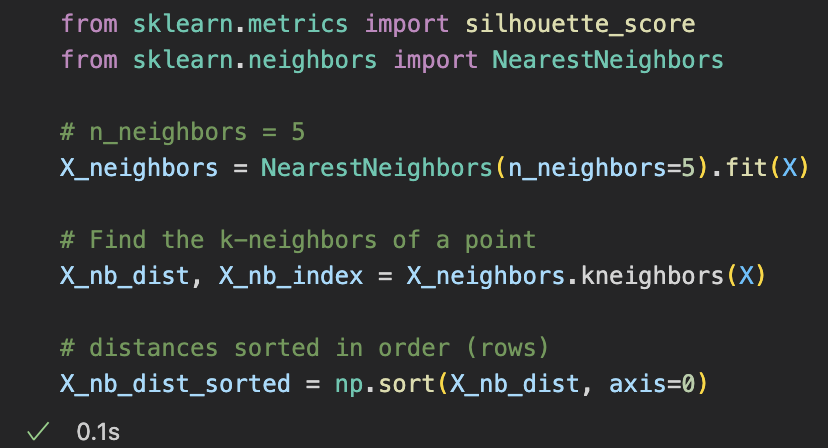 from sklearn.metrics import silhouette_score
from sklearn.neighbors import NearestNeighbors
# n_neighbors = 5
X_neighbors = NearestNeighbors(n_neighbors=5).fit(X)
# Find the k-neighbors of a point
X_nb_dist, X_nb_index = X_neighbors.kneighbors(X)
# distances sorted in order (rows)
X_nb_dist_sorted = np.sort(X_nb_dist, axis=0)
✓ 0.1s